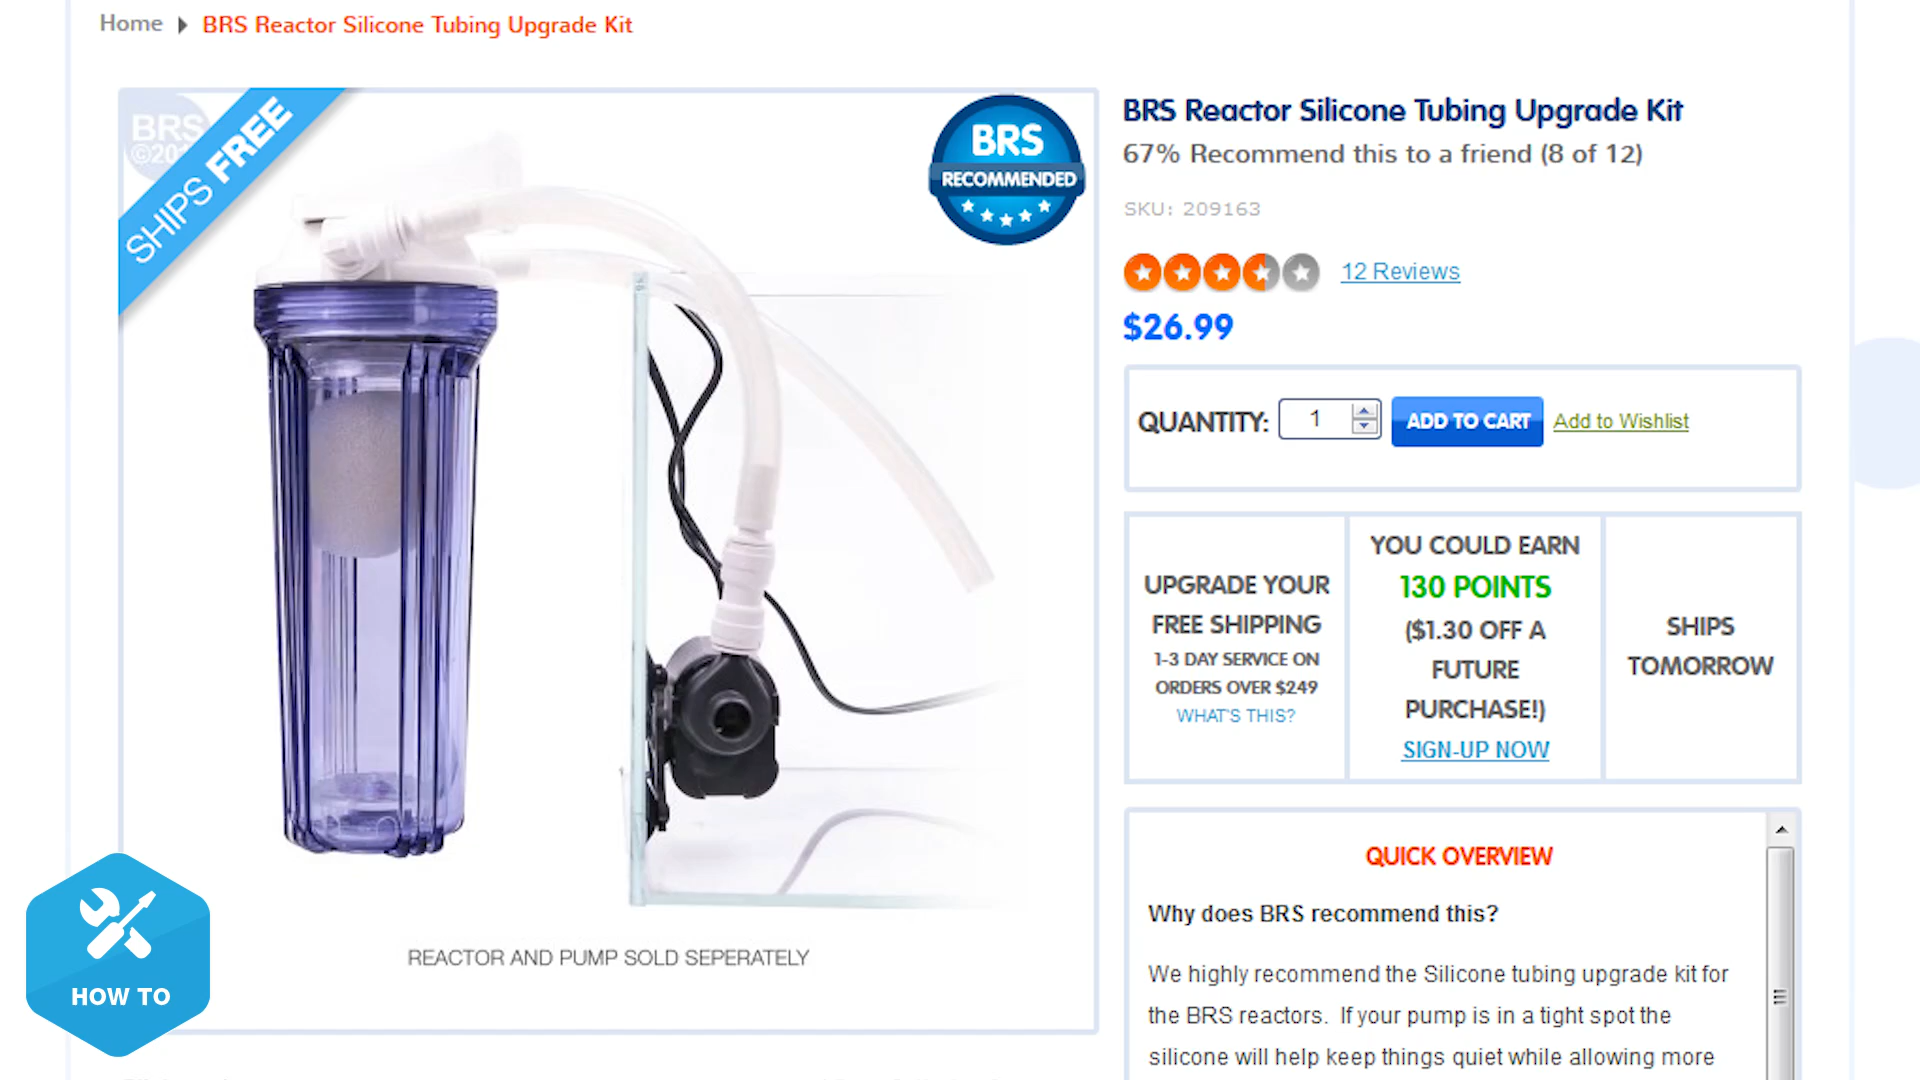 Home
BRS Reactor Silicone Tubing Upgrade Kit
BRS
SHIPS FREE
BRS
RECOMMENDED
REACTOR AND PUMP SOLD SEPERATELY
HOW TO
BRS Reactor Silicone Tubing Upgrade Kit
67% Recommend this to a friend (8 of 12)
SKU: 209163
12 Reviews
$26.99
QUANTITY: 1 ADD TO CART Add to Wishlist
UPGRADE YOUR
FREE SHIPPING
1-3 DAY SERVICE ON
ORDERS OVER $249
WHAT'S THIS?
YOU COULD EARN
130 POINTS
($1.30 OFF A
FUTURE
PURCHASE!)
SIGN-UP NOW
SHIPS
TOMORROW
QUICK OVERVIEW
Why does BRS recommend this?
We highly recommend the Silicone tubing upgrade kit for
the BRS reactors. If your pump is in a tight spot the
silicone will help keep things quiet while allowing more